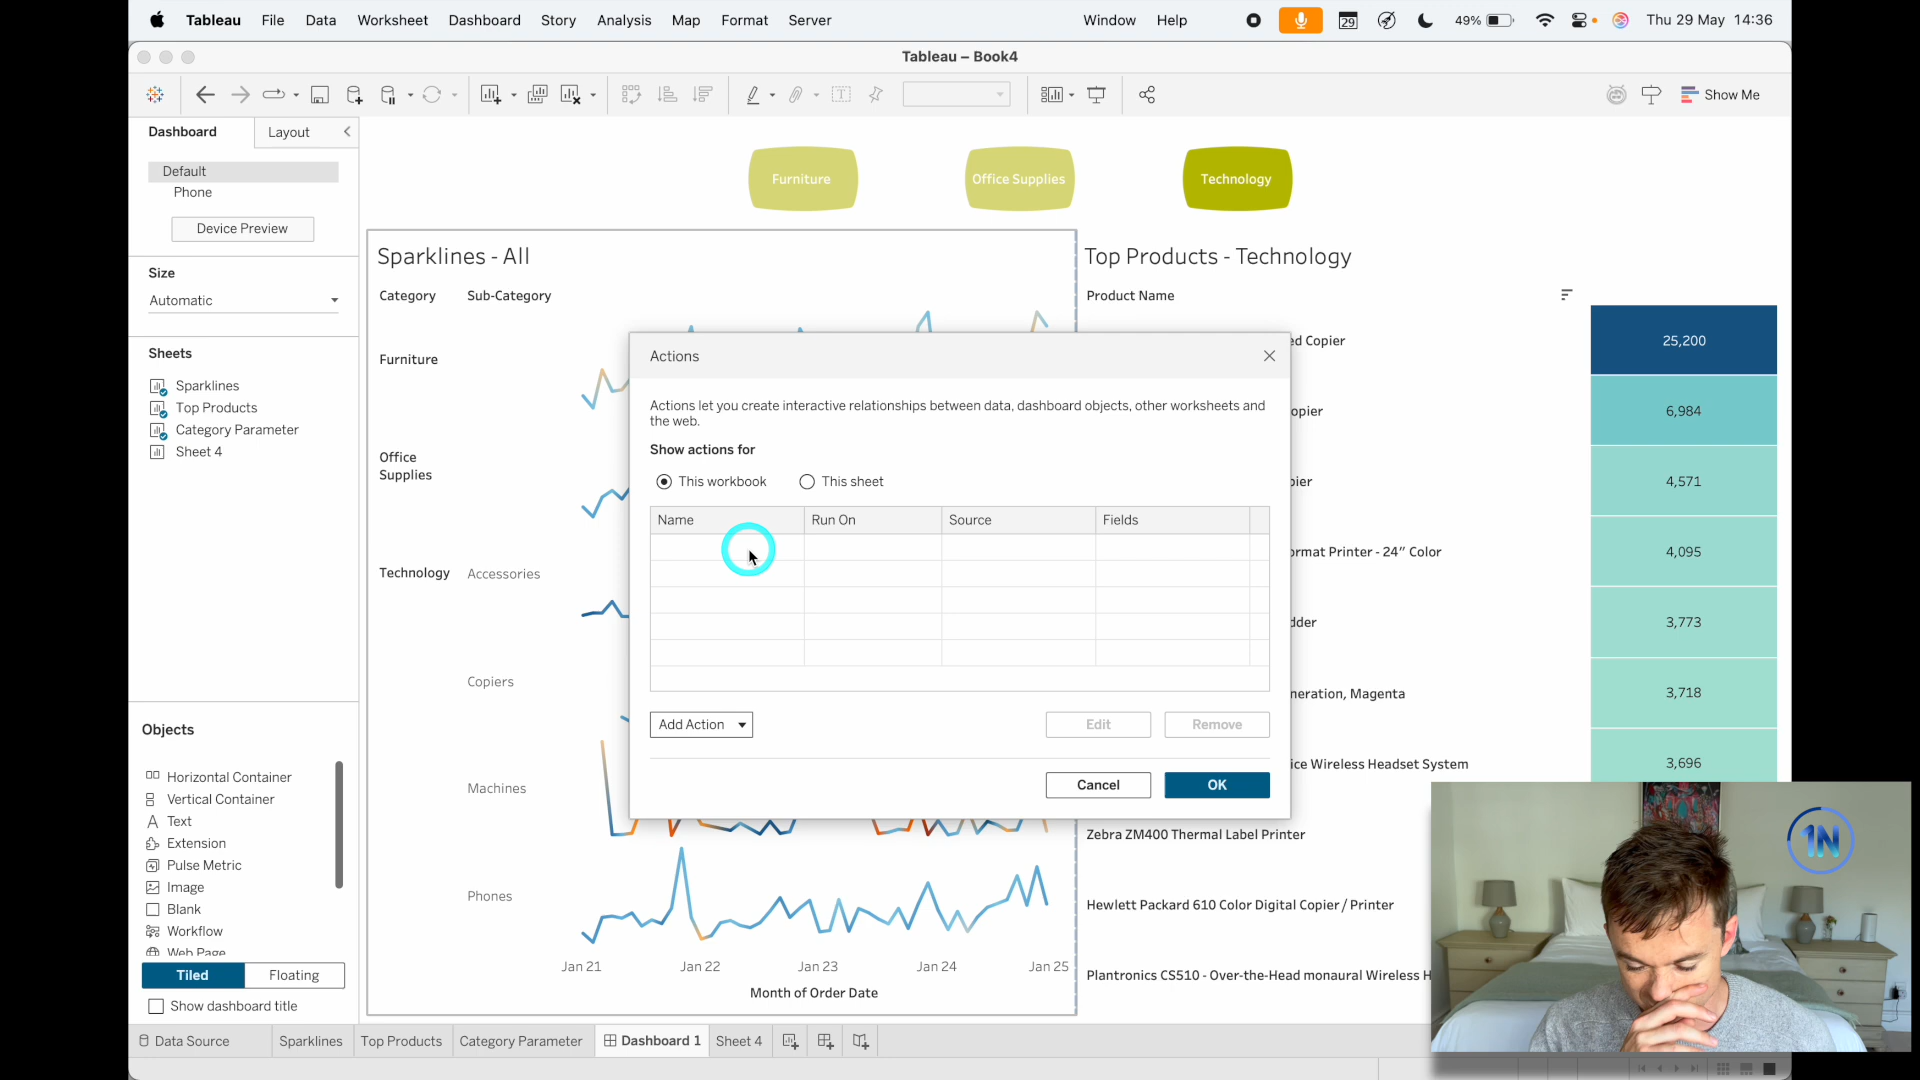 Tableau File Data Worksheet Dashboard Story Analysis Map Format Server Window Help 29 49% Thu 29 May 14:36
Tableau – Book4
Show Me
Dashboard Layout
Default
Phone
Device Preview
Size
Automatic
Sheets
Sparklines
Top Products
Category Parameter
Sheet 4
Objects
Horizontal Container
Vertical Container
Text
Extension
Pulse Metric
Image
Blank
Workflow
Web Page
Tiled Floating
Show dashboard title
Furniture Office Supplies Technology
Sparklines - All
Category Sub-Category
Furniture
Office
Supplies
Technology Accessories
Copiers
Machines
Phones
Jan 21 Jan 22 Jan 23 Jan 24 Jan 25
Month of Order Date
Top Products - Technology
Product Name
ed Copier 25,200
opier 6,984
pier 4,571
ormat Printer - 24” Color 4,095
dder 3,773
neration, Magenta 3,718
ice Wireless Headset System 3,696
Zebra ZM400 Thermal Label Printer
Hewlett Packard 610 Color Digital Copier / Printer
Plantronics CS510 - Over-the-Head monaural Wireless H
Actions
Actions let you create interactive relationships between data, dashboard objects, other worksheets and
the web.
Show actions for
This workbook This sheet
Name Run On Source Fields
Add Action Edit Remove
Cancel OK
1N
Data Source Sparklines Top Products Category Parameter Dashboard 1 Sheet 4